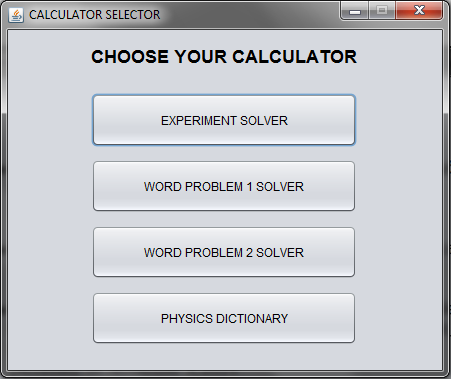 CALCULATOR SELECTOR
CHOOSE YOUR CALCULATOR
EXPERIMENT SOLVER
WORD PROBLEM 1 SOLVER
WORD PROBLEM 2 SOLVER
PHYSICS DICTIONARY